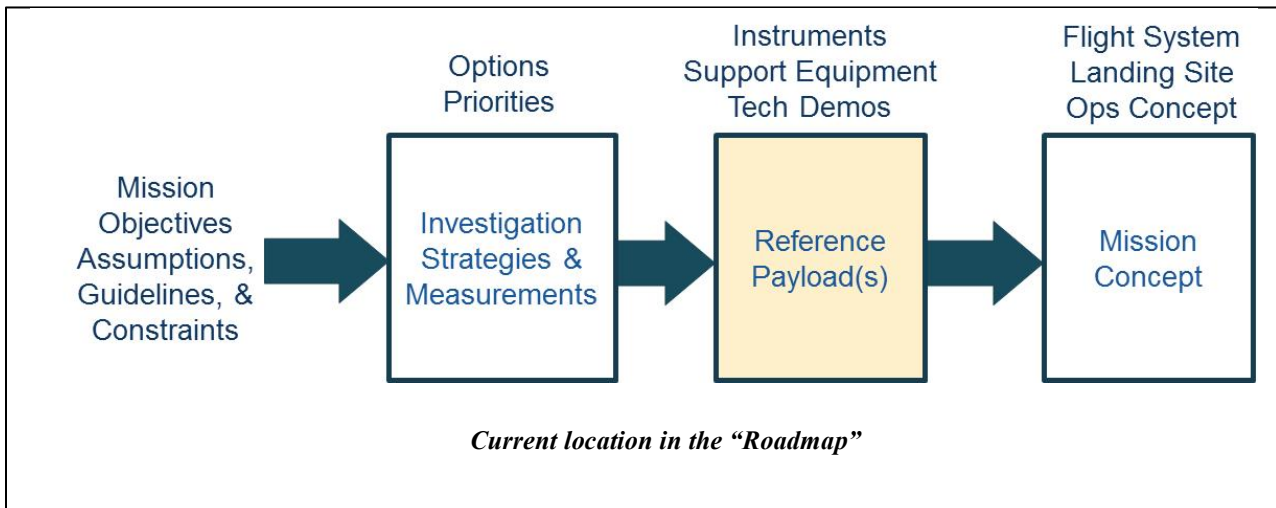 Mission
Objectives
Assumptions,
Guidelines, &
Constraints
Options
Priorities
Investigation
Strategies &
Measurements
Instruments
Support Equipment
Tech Demos
Reference
Payload(s)
Flight System
Landing Site
Ops Concept
Mission
Concept
Current location in the “Roadmap”